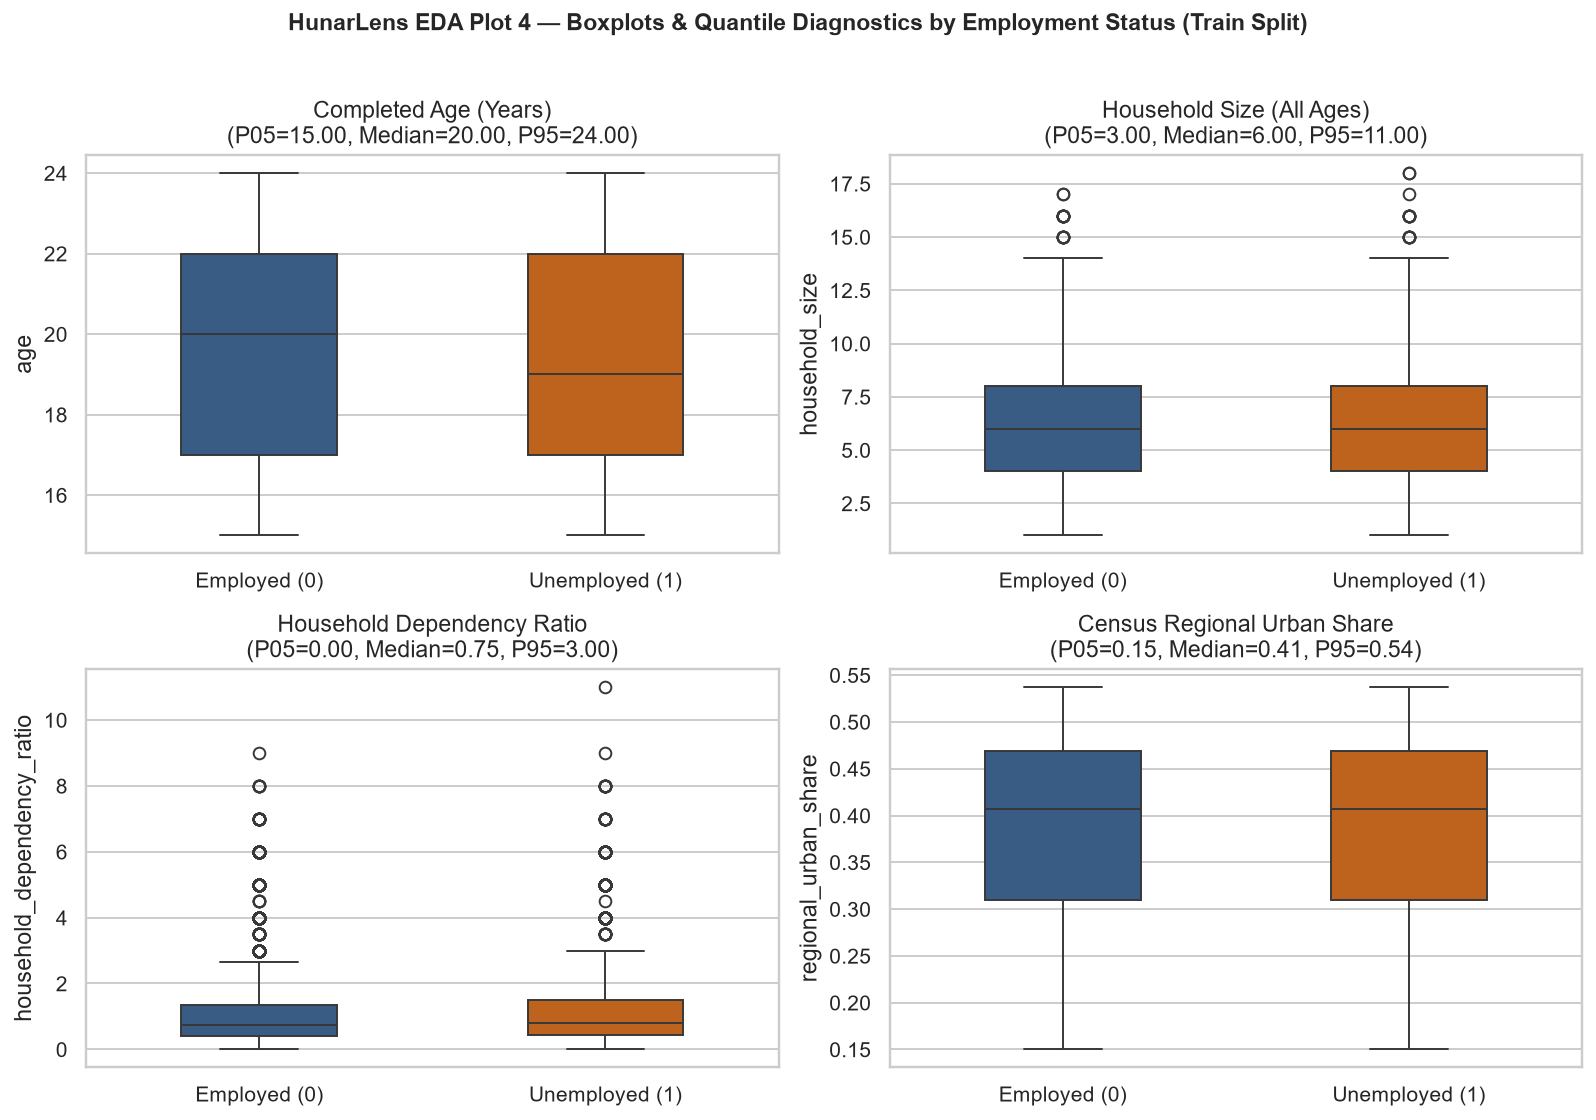 HunarLens EDA Plot 4 — Boxplots & Quantile Diagnostics by Employment Status (Train Split)
Completed Age (Years)
(P05=15.00, Median=20.00, P95=24.00)
24
22
20
18
16
age
Employed (0)
Unemployed (1)
Household Size (All Ages)
(P05=3.00, Median=6.00, P95=11.00)
17.5
15.0
12.5
10.0
7.5
5.0
2.5
household_size
Employed (0)
Unemployed (1)
Household Dependency Ratio
(P05=0.00, Median=0.75, P95=3.00)
10
8
6
4
2
0
household_dependency_ratio
Employed (0)
Unemployed (1)
Census Regional Urban Share
(P05=0.15, Median=0.41, P95=0.54)
0.55
0.50
0.45
0.40
0.35
0.30
0.25
0.20
0.15
regional_urban_share
Employed (0)
Unemployed (1)